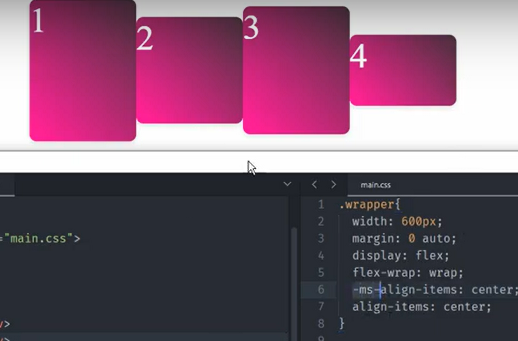 1
2
3
4
main.css
="main.css">
v>
1 .wrapper{
2 width: 600px;
3 margin: 0 auto;
4 display: flex;
5 flex-wrap: wrap;
6 -ms-align-items: center;
7 align-items: center;
8 }